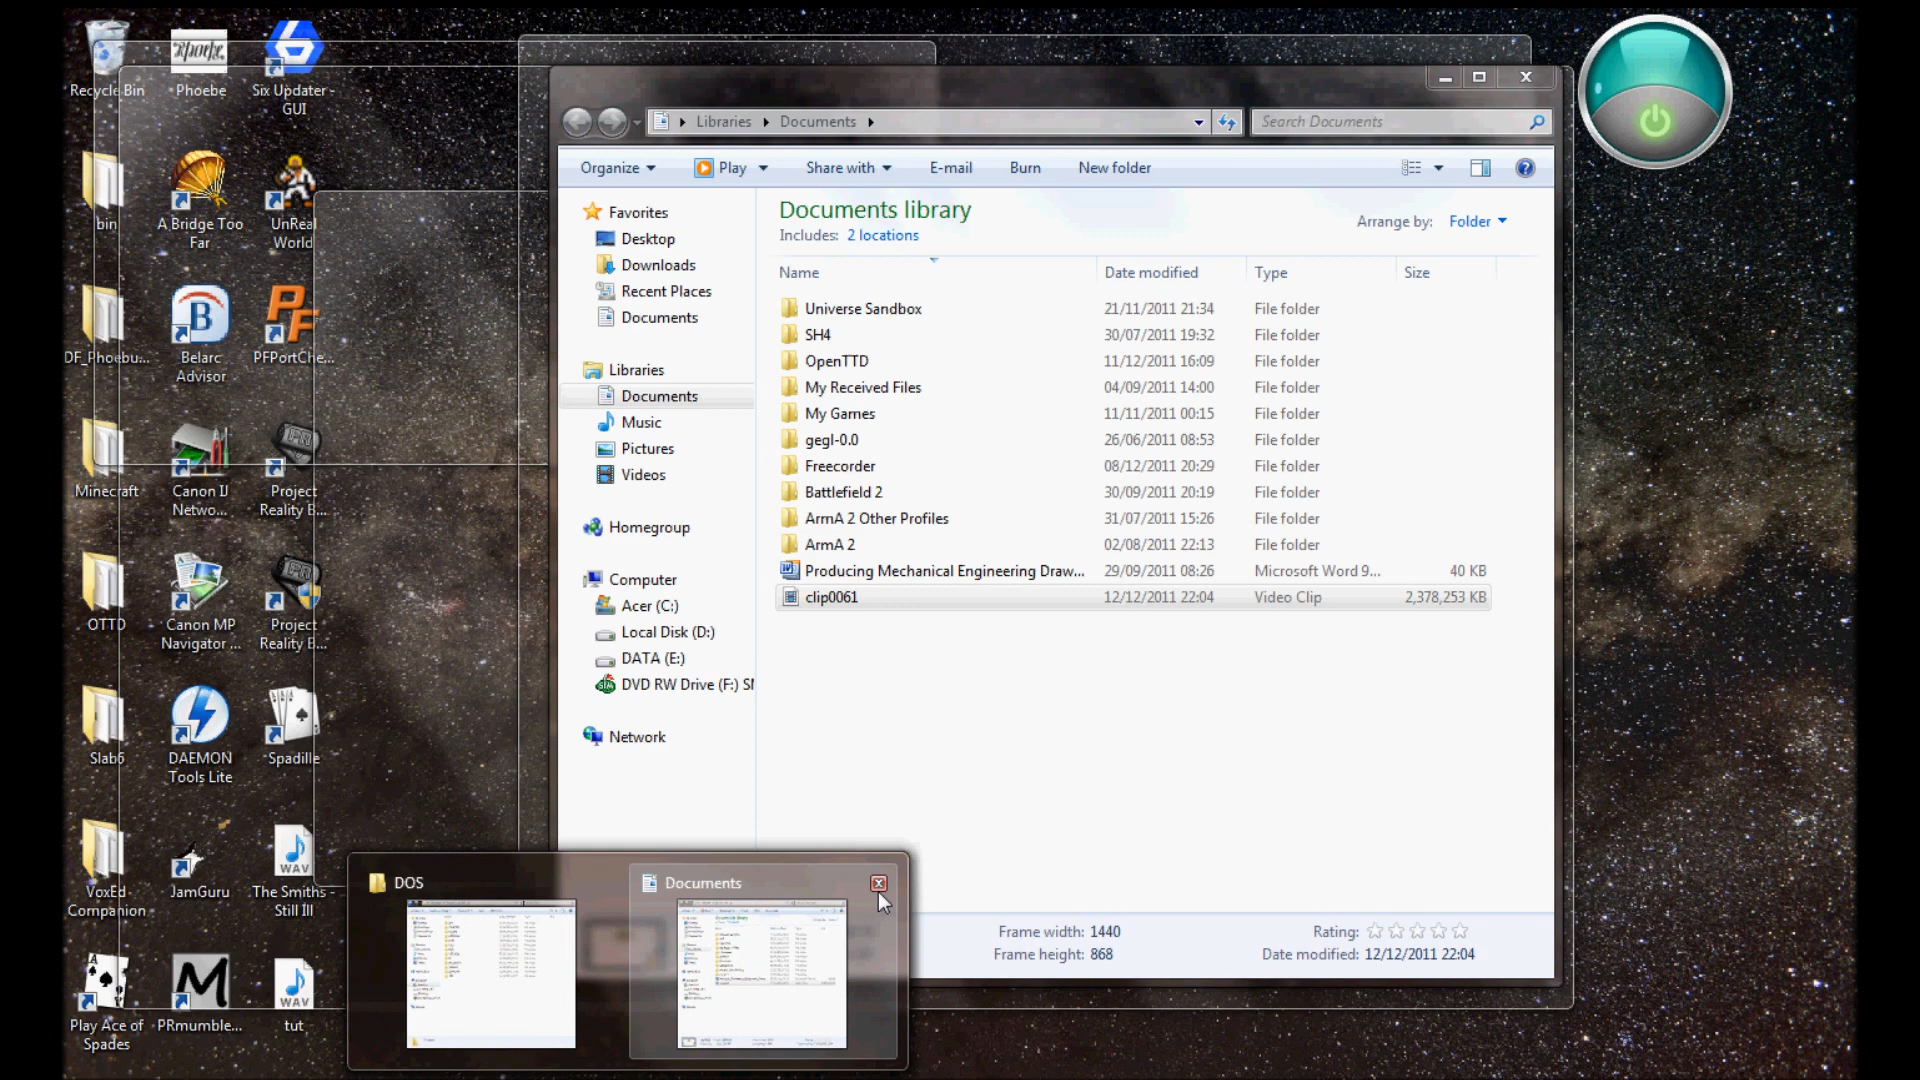 Recycle Bin
Phoebe
Phoebe
Six Updater -
GUI
bin
A Bridge Too
Far
UnReal
World
DF_Phoebu...
Belarc
Advisor
PFPortChe...
Minecraft
Canon IJ
Netwo...
Project
Reality B...
OTTD
Canon MP
Navigator ...
Project
Reality B...
Slab6
DAEMON
Tools Lite
Spadille
VoxEd
Companion
JamGuru
WAV
The Smiths -
Still Ill
Play Ace of
Spades
PRmumble...
WAV
tut
Libraries
Documents
Search Documents
Organize
Play
Share with
E-mail
Burn
New folder
Favorites
Desktop
Downloads
Recent Places
Documents
Libraries
Documents
Music
Pictures
Videos
Homegroup
Computer
Acer (C:)
Local Disk (D:)
DATA (E:)
DVD RW Drive (F:) SI
Network
Documents library
Includes: 2 locations
Arrange by: Folder
Name Date modified Type Size
Universe Sandbox 21/11/2011 21:34 File folder
SH4 30/07/2011 19:32 File folder
OpenTTD 11/12/2011 16:09 File folder
My Received Files 04/09/2011 14:00 File folder
My Games 11/11/2011 00:15 File folder
gegl-0.0 26/06/2011 08:53 File folder
Freecorder 08/12/2011 20:29 File folder
Battlefield 2 30/09/2011 20:19 File folder
ArmA 2 Other Profiles 31/07/2011 15:26 File folder
ArmA 2 02/08/2011 22:13 File folder
Producing Mechanical Engineering Draw... 29/09/2011 08:26 Microsoft Word 9... 40 KB
clip0061 12/12/2011 22:04 Video Clip 2,378,253 KB
Frame width: 1440
Frame height: 868
Rating:
Date modified: 12/12/2011 22:04
DOS
Documents